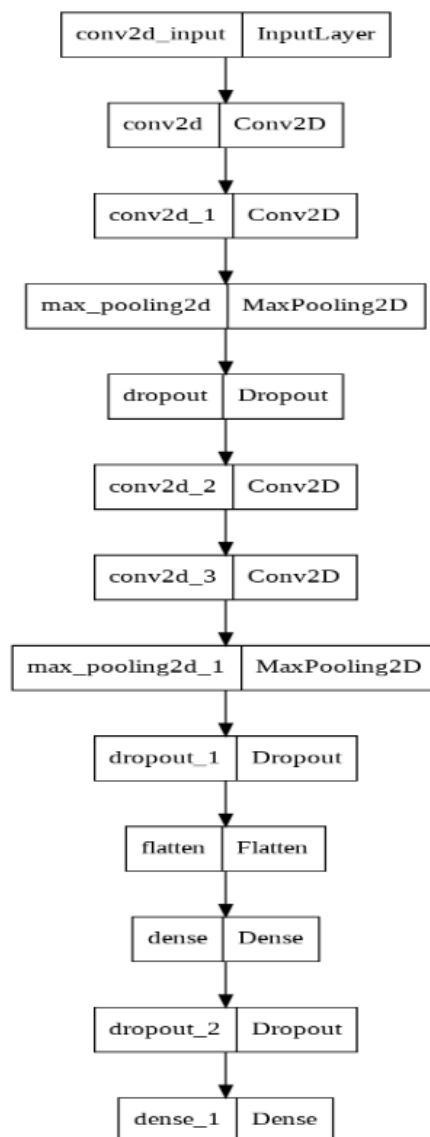 conv2d_input InputLayer
conv2d Conv2D
conv2d_1 Conv2D
max_pooling2d MaxPooling2D
dropout Dropout
conv2d_2 Conv2D
conv2d_3 Conv2D
max_pooling2d_1 MaxPooling2D
dropout_1 Dropout
flatten Flatten
dense Dense
dropout_2 Dropout
dense_1 Dense